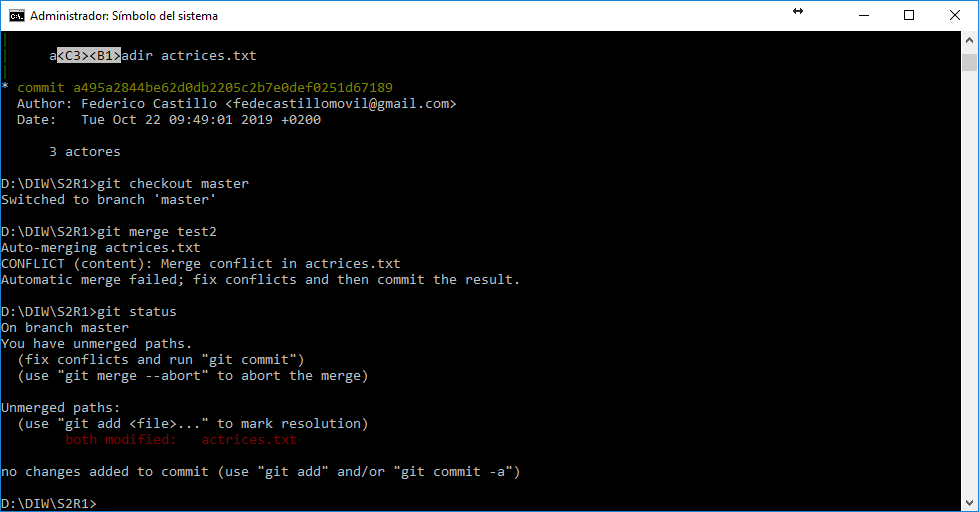 Administrador: Símbolo del sistema
|
|     a<C3><B1>adir actrices.txt
|
* commit a495a2844be62d0db2205c2b7e0def0251d67189
  Author: Federico Castillo <fedecastillomovil@gmail.com>
  Date:   Tue Oct 22 09:49:01 2019 +0200

      3 actores

D:\DIW\S2R1>git checkout master
Switched to branch 'master'

D:\DIW\S2R1>git merge test2
Auto-merging actrices.txt
CONFLICT (content): Merge conflict in actrices.txt
Automatic merge failed; fix conflicts and then commit the result.

D:\DIW\S2R1>git status
On branch master
You have unmerged paths.
  (fix conflicts and run "git commit")
  (use "git merge --abort" to abort the merge)

Unmerged paths:
  (use "git add <file>..." to mark resolution)
        both modified:   actrices.txt

no changes added to commit (use "git add" and/or "git commit -a")

D:\DIW\S2R1>